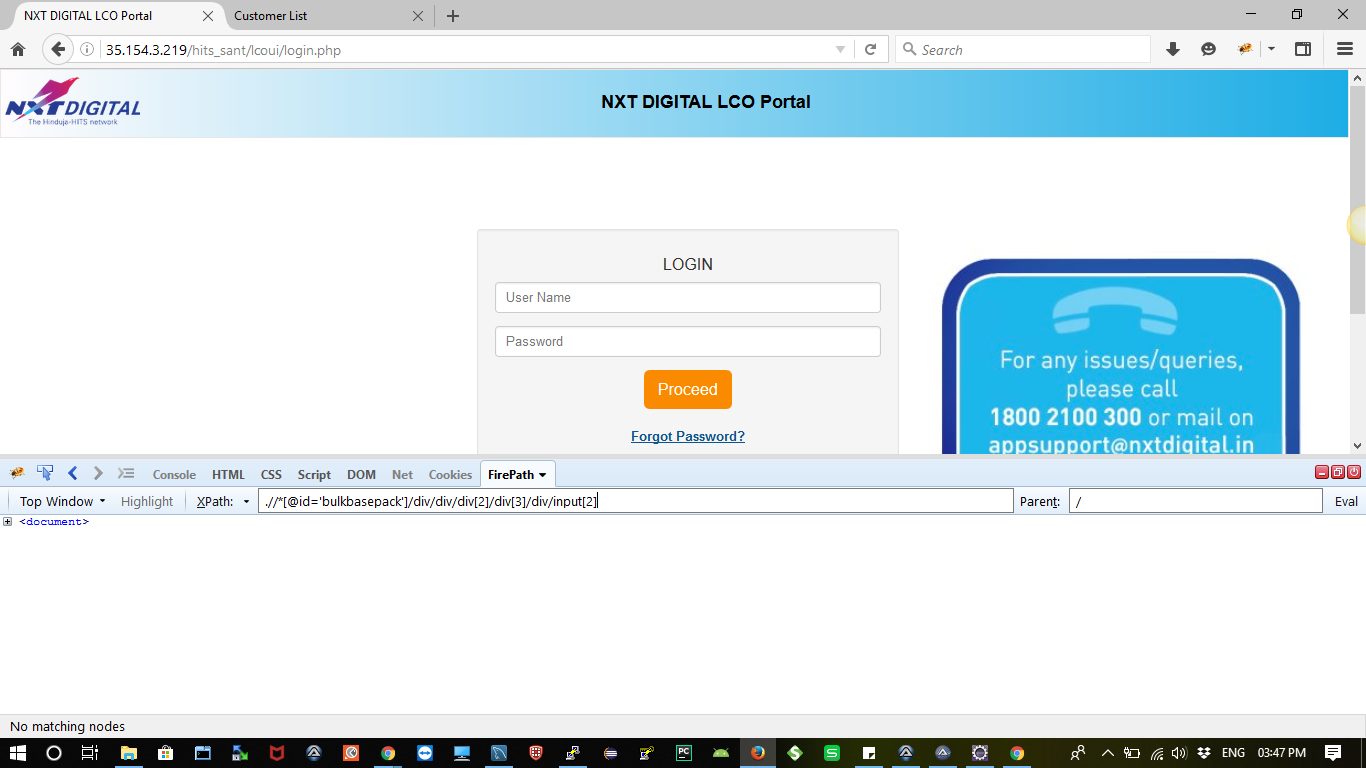 NXT DIGITAL LCO Portal
Customer List
35.154.3.219/hits_sant/lcoui/login.php
Search
NXT DIGITAL
The Hinduja-HITS network
NXT DIGITAL LCO Portal
LOGIN
User Name
Password
Proceed
Forgot Password?
For any issues/queries,
please call
1800 2100 300 or mail on
appsupport@nxtdigital.in
Console HTML CSS Script DOM Net Cookies FirePath
Top Window Highlight XPath: .//*[@id='bulkbasepack']/div/div/div[2]/div[3]/div/input[2] Parent: / Eval
<document>
No matching nodes
PC
ENG 03:47 PM